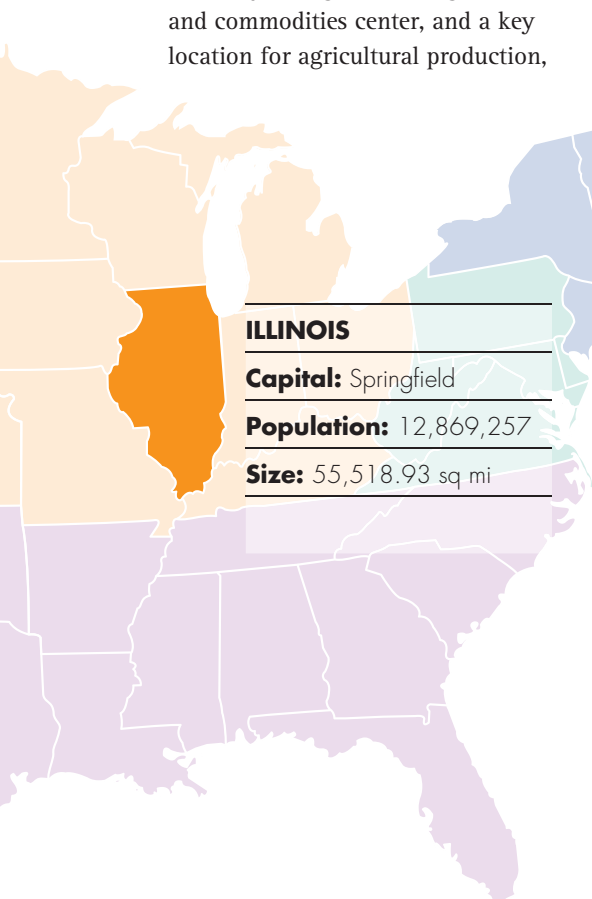 and commodities center, and a key
location for agricultural production,
ILLINOIS
Capital: Springfield
Population: 12,869,257
Size: 55,518.93 sq mi